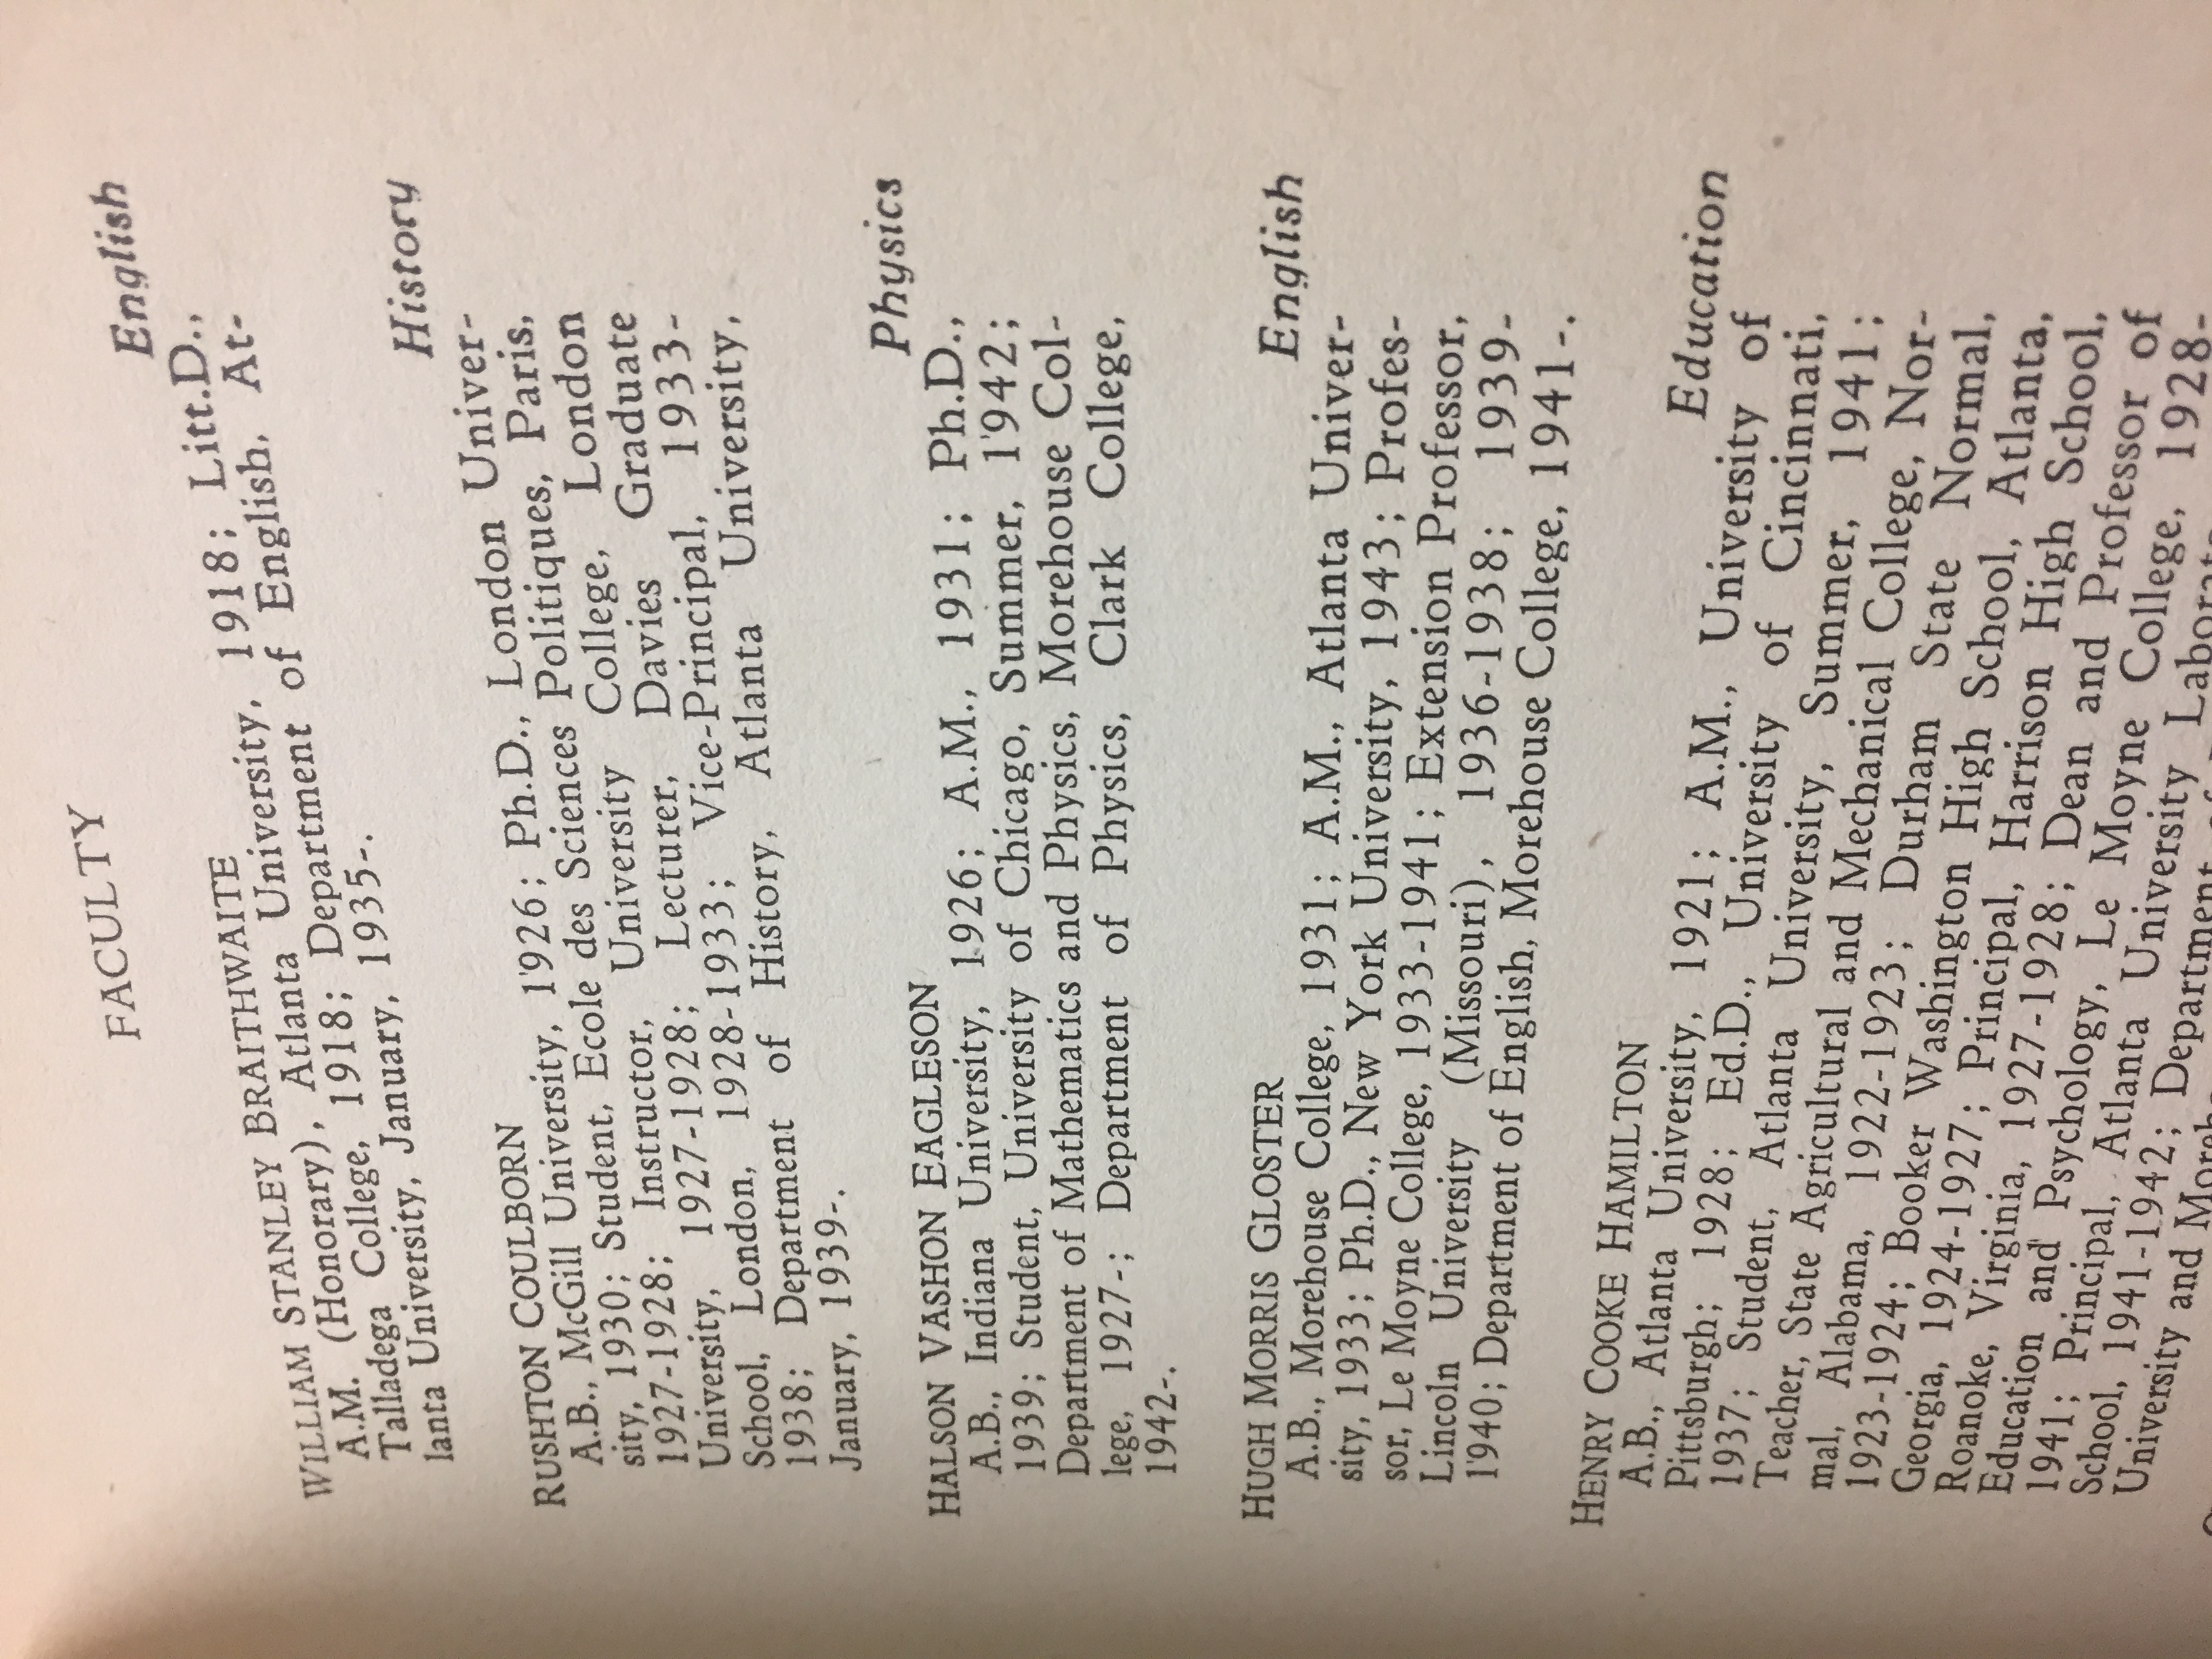 FACULTY
WILLIAM STANLEY BRAITHWAITE English
A.M. (Honorary), Atlanta University, 1918; Litt.D.,
Talladega College, 1918; Department of English, At-
lanta University, January, 1935-.
RUSHTON COULBORN History
A.B., McGill University, 1926; Ph.D., London Univer-
sity, 1930; Student, Ecole des Sciences Politiques, Paris,
1927-1928; Instructor, University College, London
University, 1927-1928; Lecturer, Davies Graduate
School, London, 1928-1933; Vice-Principal, 1933-
1938; Department of History, Atlanta University,
January, 1939-.
HALSON VASHON EAGLESON Physics
A.B., Indiana University, 1926; A.M., 1931; Ph.D.,
1939; Student, University of Chicago, Summer, 1942;
Department of Mathematics and Physics, Morehouse Col-
lege, 1927-; Department of Physics, Clark College,
1942-.
HUGH MORRIS GLOSTER English
A.B., Morehouse College, 1931; A.M., Atlanta Univer-
sity, 1933; Ph.D., New York University, 1943; Profes-
sor, Le Moyne College, 1933-1941; Extension Professor,
Lincoln University (Missouri), 1936-1938; 1939-
1940; Department of English, Morehouse College, 1941-.
HENRY COOKE HAMILTON Education
A.B., Atlanta University, 1921; A.M., University of
Pittsburgh; 1928; Ed.D., University of Cincinnati,
1937; Student, Atlanta University, Summer, 1941;
Teacher, State Agricultural and Mechanical College, Nor-
mal, Alabama, 1922-1923; Durham State Normal,
1923-1924; Booker Washington High School, Atlanta,
Georgia, 1924-1927; Principal, Harrison High School,
Roanoke, Virginia, 1927-1928; Dean and Professor of
Education and Psychology, Le Moyne College, 1928-
1941; Principal, Atlanta University
School, 1941-1942; Department
University and